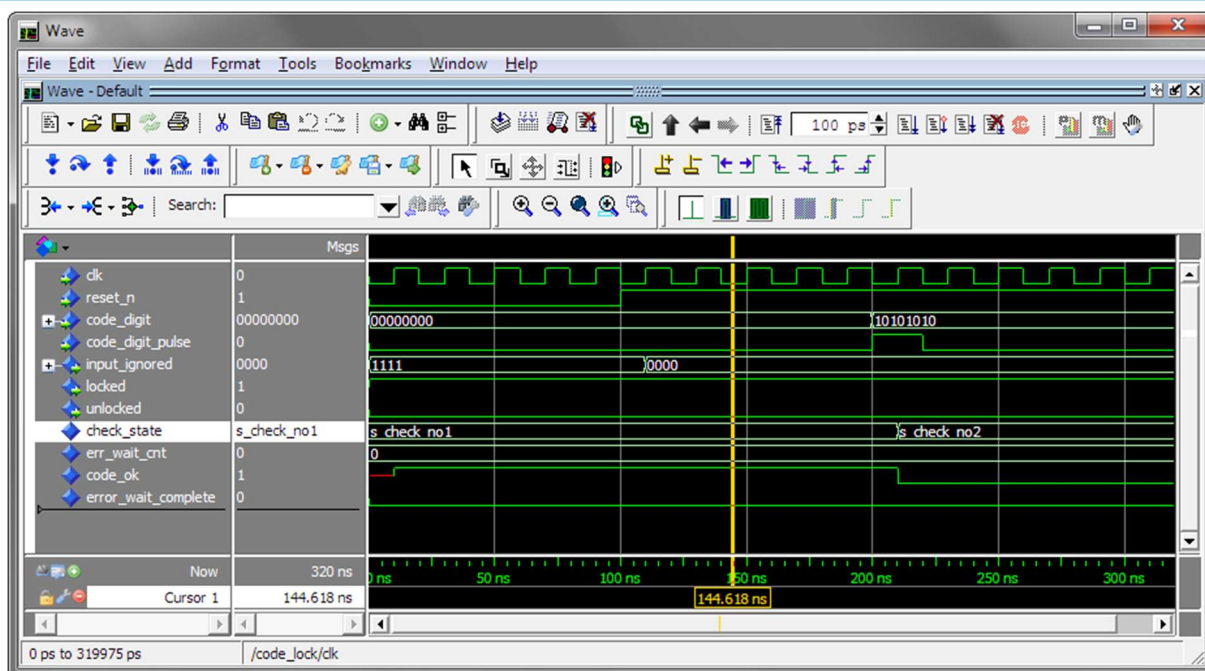 Wave
File Edit View Add Format Tools Bookmarks Window Help
Wave - Default
100 ps
Search:
Msgs
clk 0
reset_n 1
code_digit 00000000 00000000 10101010
code_digit_pulse 0
input_ignored 0000 1111 0000
locked 1
unlocked 0
check_state s_check_no1 s_check_no1 s_check_no2
err_wait_cnt 0 0
code_ok 1
error_wait_complete 0
Now 320 ns 0 ns 50 ns 100 ns 150 ns 200 ns 250 ns 300 ns
Cursor 1 144.618 ns 144.618 ns
0 ps to 319975 ps /code_lock/clk